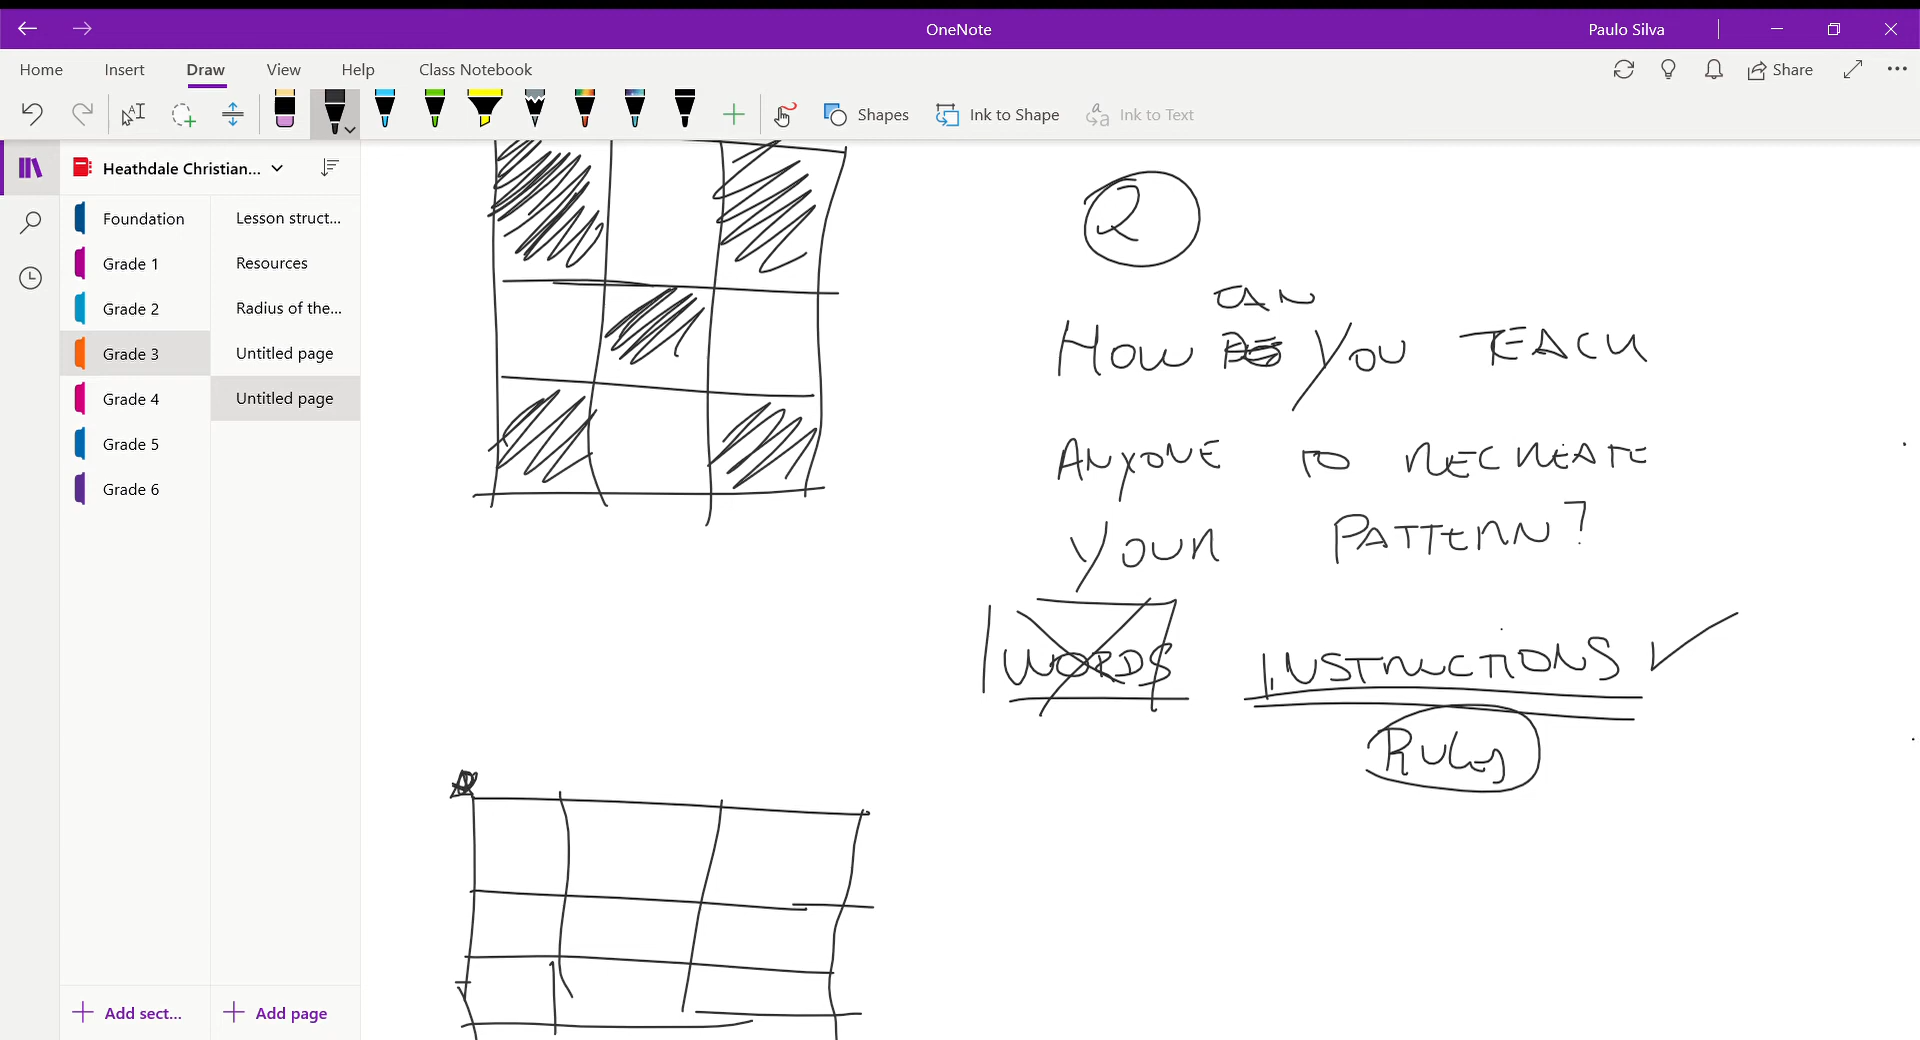 OneNote
Paulo Silva
Home Insert Draw View Help Class Notebook
Share
Shapes Ink to Shape Ink to Text
Heathdale Christian...
Foundation
Grade 1
Grade 2
Grade 3
Grade 4
Grade 5
Grade 6
Lesson struct...
Resources
Radius of the...
Untitled page
Untitled page
Add sect...
Add page
2
CAN
HOW YOU TEACH
ANYONE TO RECREATE
YOUR PATTERN?
WORDS INSTRUCTIONS ✓
RULES